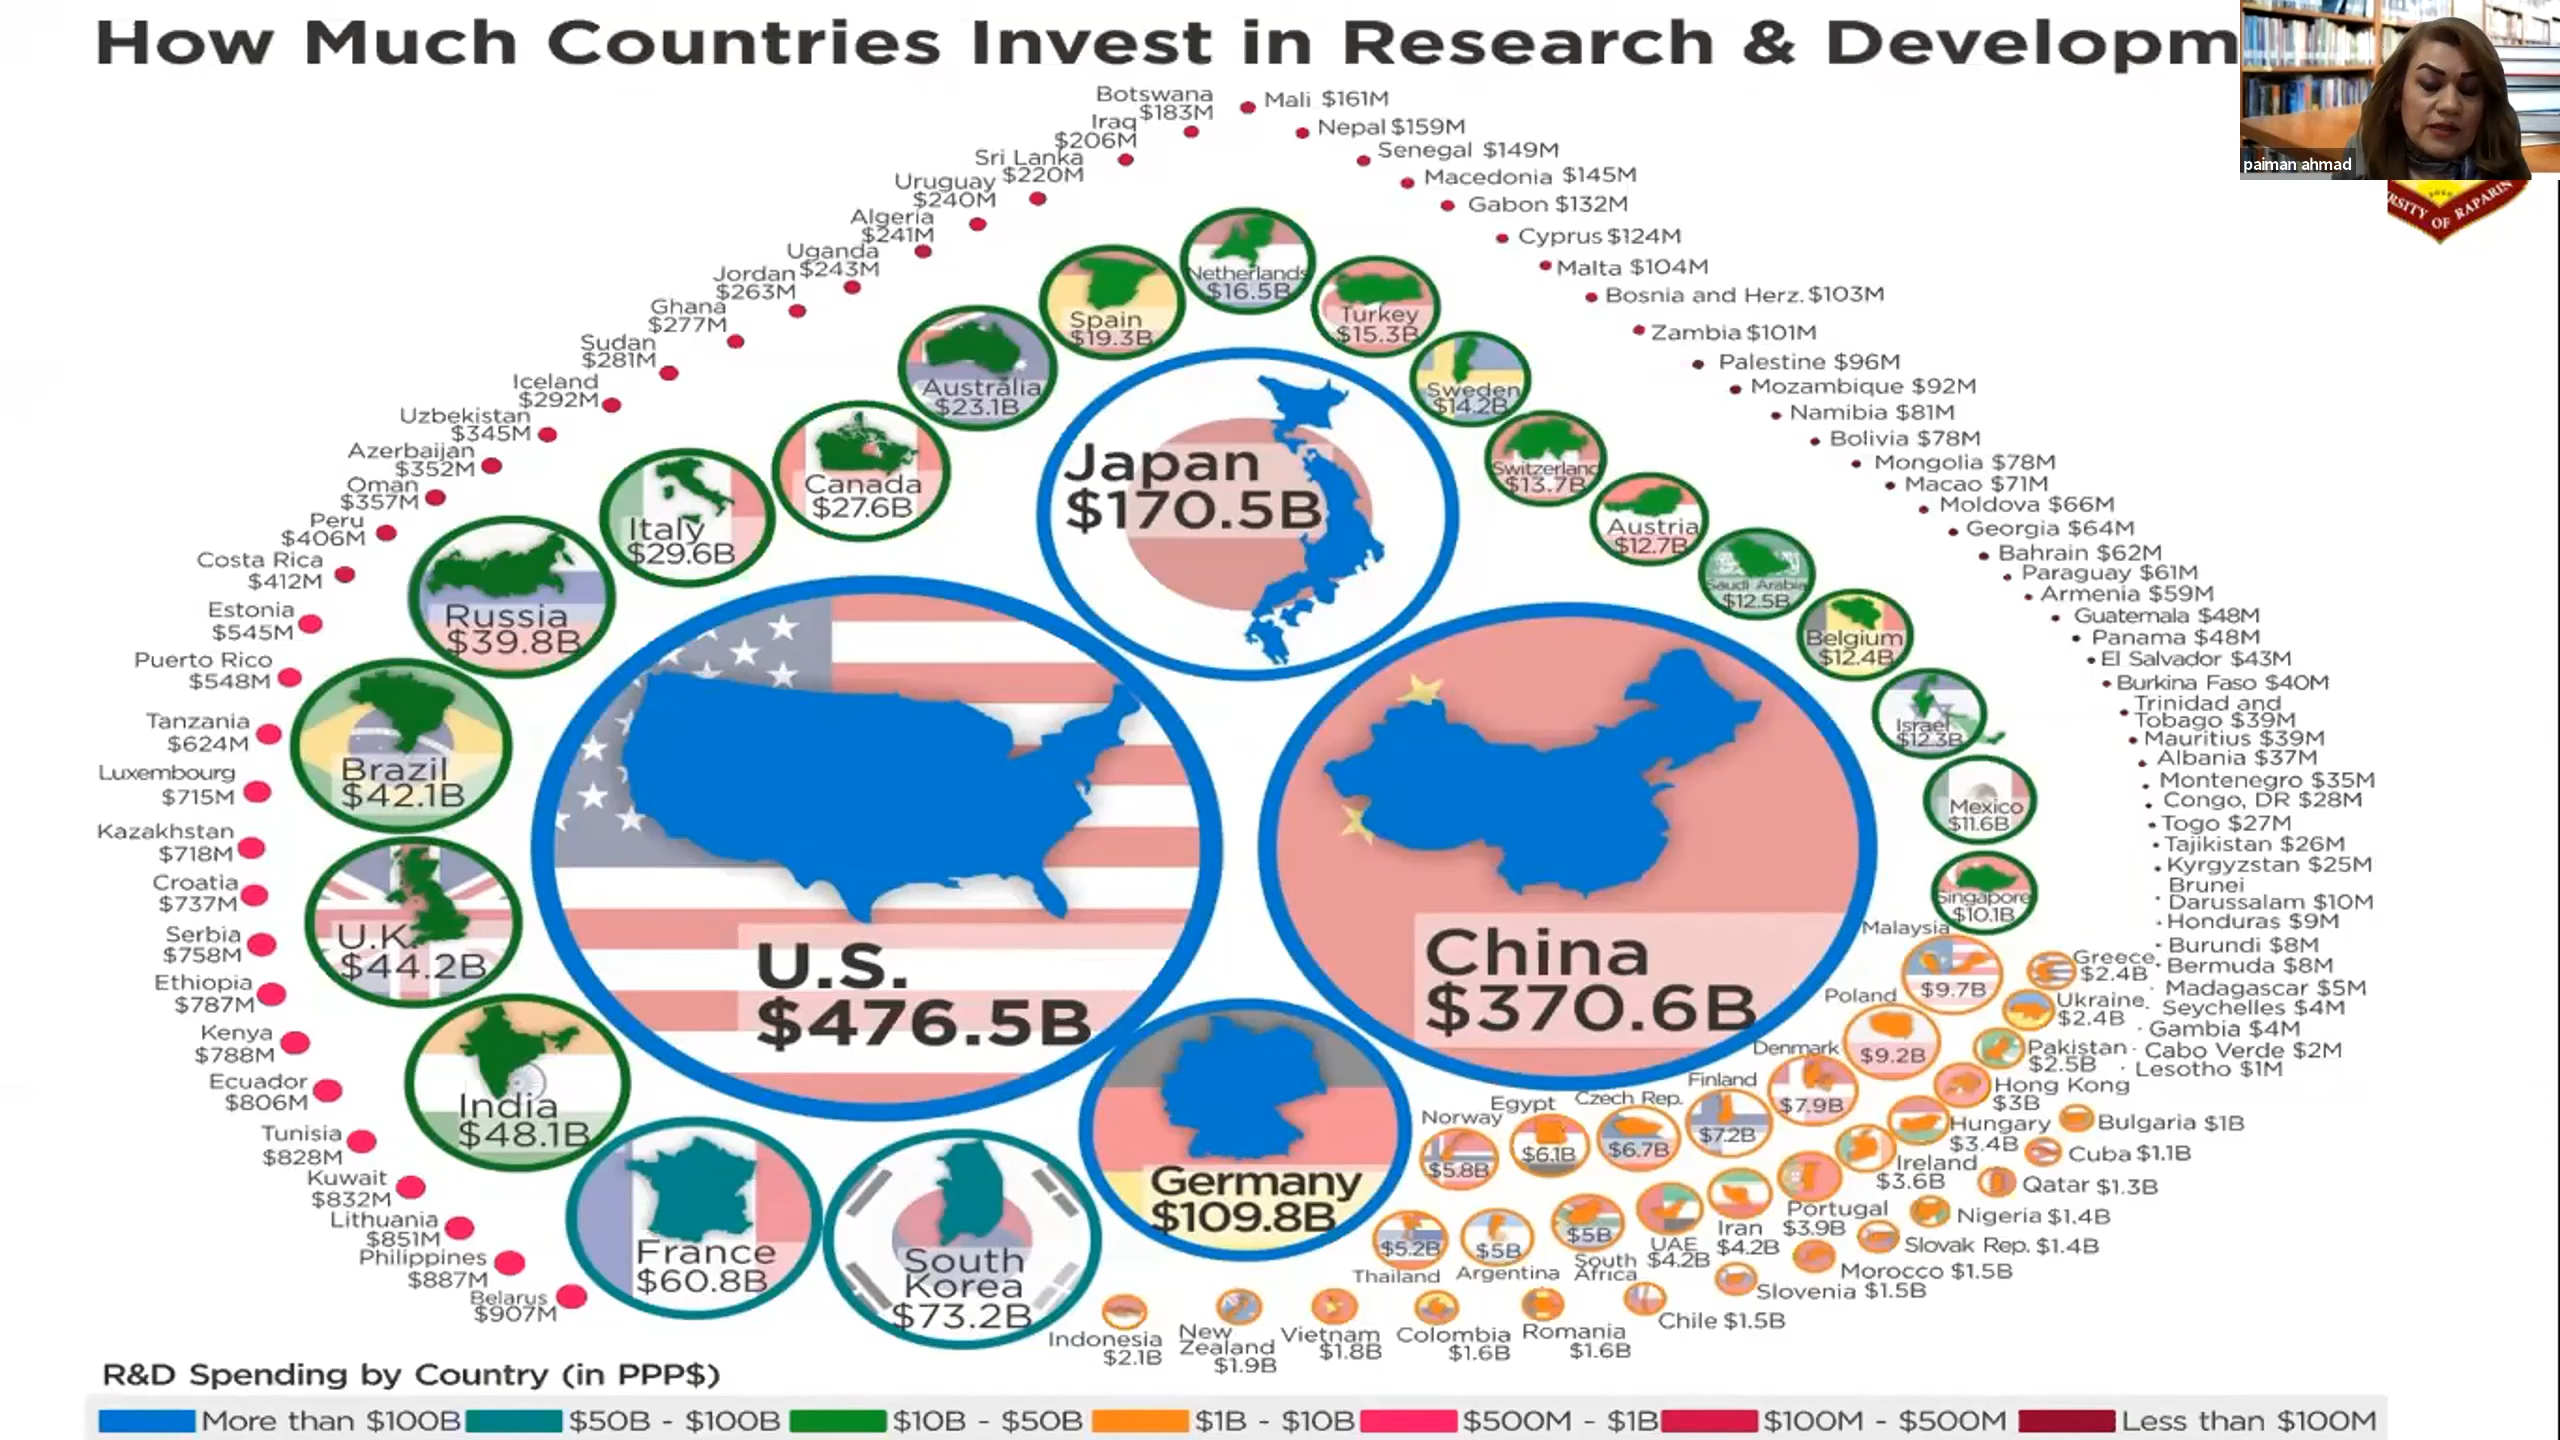 How Much Countries Invest in Research & Developm
paiman ahmad
RSITY OF RAPARIN
Botswana
$183M
Iraq
$206M
Sri Lanka
$220M
Uruguay
$240M
Algeria
$241M
Uganda
$243M
Jordan
$263M
Ghana
$277M
Sudan
$281M
Iceland
$292M
Uzbekistan
$345M
Azerbaijan
$352M
Oman
$357M
Peru
$406M
Costa Rica
$412M
Estonia
$545M
Puerto Rico
$548M
Tanzania
$624M
Luxembourg
$715M
Kazakhstan
$718M
Croatia
$737M
Serbia
$758M
Ethiopia
$787M
Kenya
$788M
Ecuador
$806M
Tunisia
$828M
Kuwait
$832M
Lithuania
$851M
Philippines
$887M
Belarus
$907M
Mali $161M
Nepal $159M
Senegal $149M
Macedonia $145M
Gabon $132M
Cyprus $124M
Malta $104M
Bosnia and Herz. $103M
Zambia $101M
Palestine $96M
Mozambique $92M
Namibia $81M
Bolivia $78M
Mongolia $78M
Macao $71M
Moldova $66M
Georgia $64M
Bahrain $62M
Paraguay $61M
Armenia $59M
Guatemala $48M
Panama $48M
El Salvador $43M
Burkina Faso $40M
Trinidad and
Tobago $39M
Mauritius $39M
Albania $37M
Montenegro $35M
Congo, DR $28M
Togo $27M
Tajikistan $26M
Kyrgyzstan $25M
Brunei
Darussalam $10M
Honduras $9M
Burundi $8M
Bermuda $8M
Madagascar $5M
Seychelles $4M
Gambia $4M
Cabo Verde $2M
Lesotho $1M
Netherlands
$16.5B
Spain
$19.3B
Turkey
$15.3B
Australia
$23.1B
Sweden
$14.2B
Canada
$27.6B
Switzerland
$13.7B
Italy
$29.6B
Austria
$12.7B
Russia
$39.8B
Saudi Arabia
$12.5B
Brazil
$42.1B
Belgium
$12.4B
U.K.
$44.2B
Israel
$12.3B
India
$48.1B
Mexico
$11.6B
Singapore
$10.1B
Japan
$170.5B
U.S.
$476.5B
China
$370.6B
Germany
$109.8B
France
$60.8B
South
Korea
$73.2B
Malaysia
$9.7B
Poland
$9.2B
Denmark
$7.9B
Finland
$7.2B
Czech Rep.
$6.7B
Egypt
$6.1B
Norway
$5.8B
Greece
$2.4B
Ukraine
$2.4B
Pakistan
$2.5B
Hong Kong
$3B
Hungary
$3.4B
Ireland
$3.6B
Portugal
$3.9B
Iran
$4.2B
UAE
$4.2B
$5B
South
Africa
$5B
Argentina
$5.2B
Thailand
Bulgaria $1B
Cuba $1.1B
Qatar $1.3B
Nigeria $1.4B
Slovak Rep. $1.4B
Morocco $1.5B
Slovenia $1.5B
Chile $1.5B
Romania
$1.6B
Colombia
$1.6B
Vietnam
$1.8B
New
Zealand
$1.9B
Indonesia
$2.1B
R&D Spending by Country (in PPP$)
More than $100B
$50B - $100B
$10B - $50B
$1B - $10B
$500M - $1B
$100M - $500M
Less than $100M